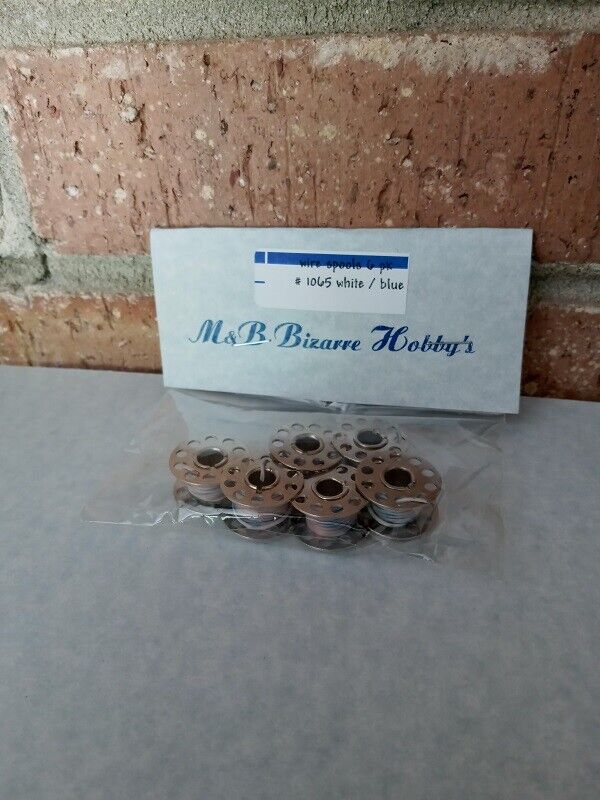 wire spools 6 pk
# 1065 white / blue
M&B Bizarre Hobby's